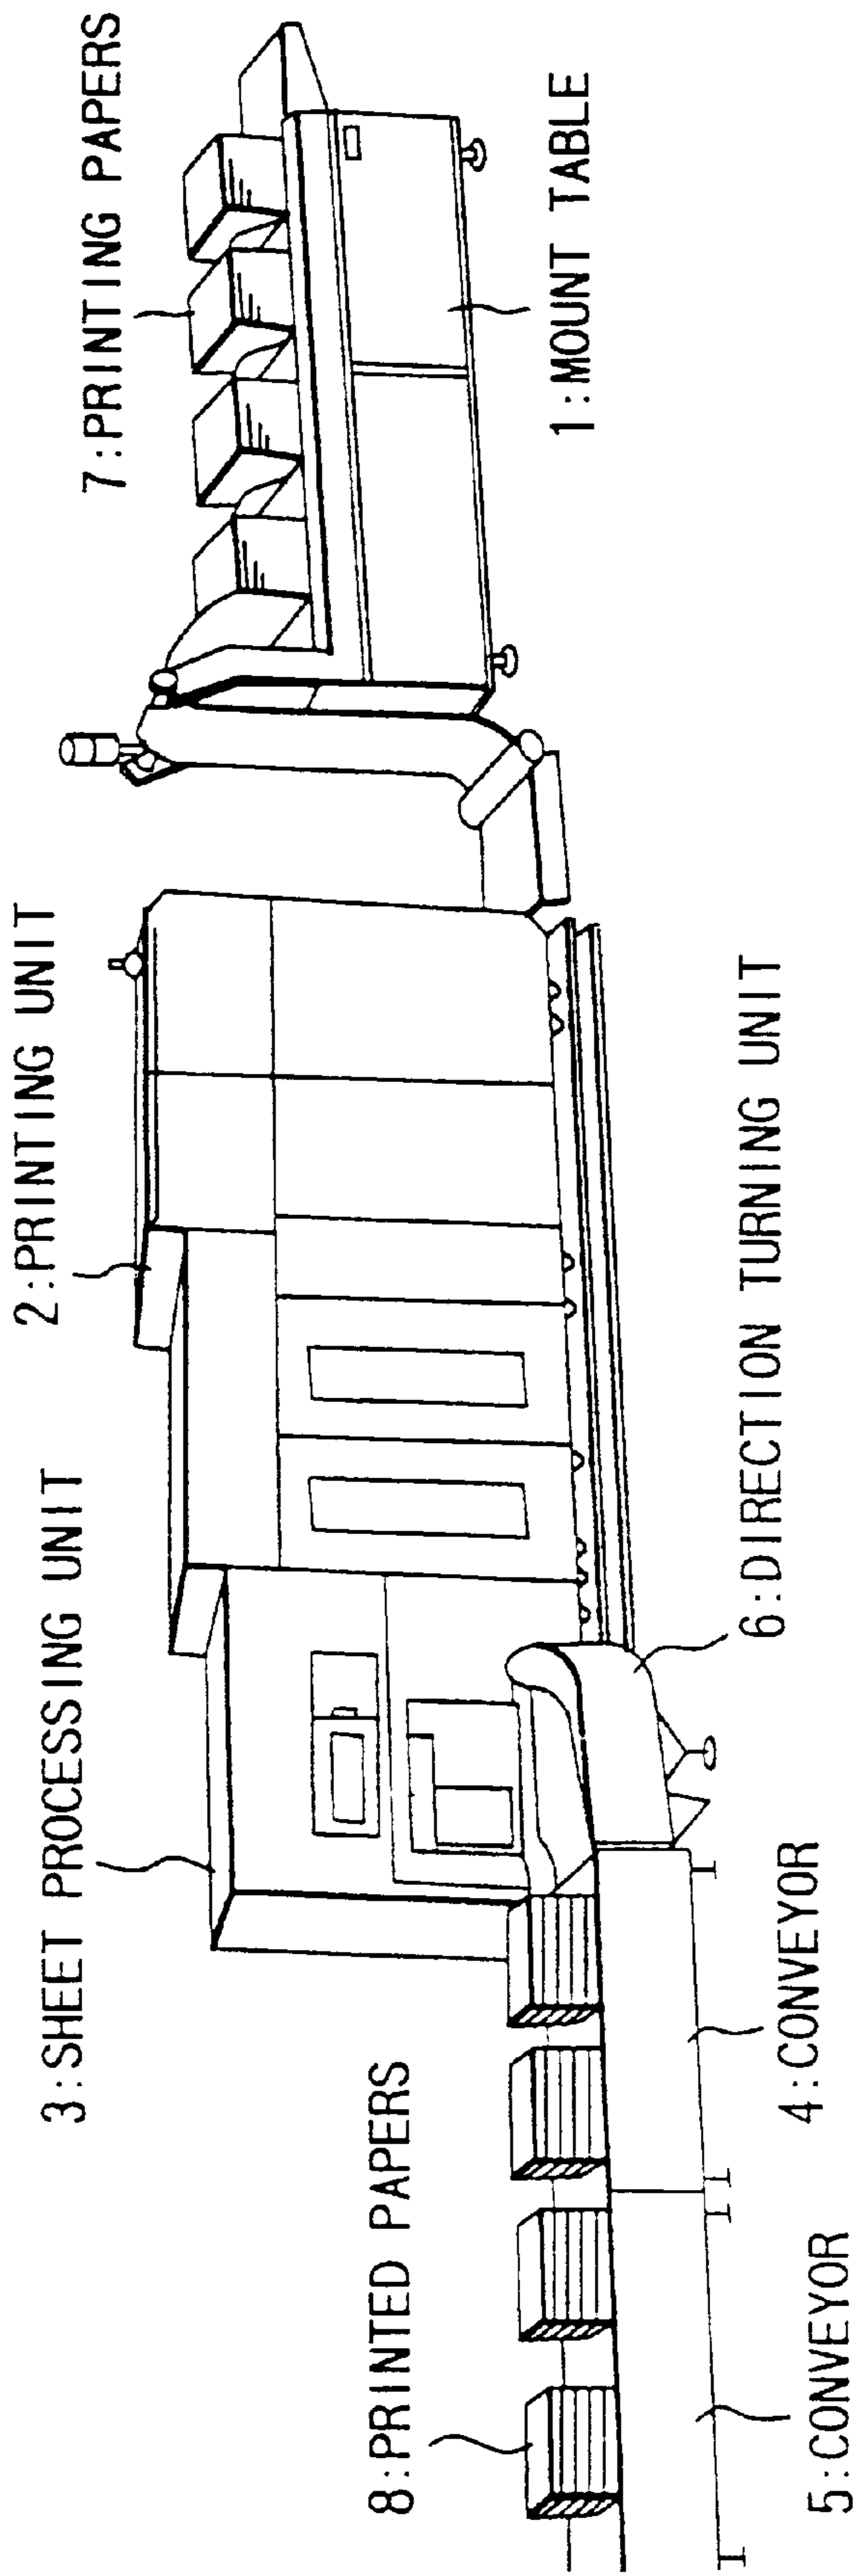 7:PRINTING PAPERS
1:MOUNT TABLE
2:PRINTING UNIT
6:DIRECTION TURNING UNIT
3:SHEET PROCESSING UNIT
4:CONVEYOR
8:PRINTED PAPERS
5:CONVEYOR